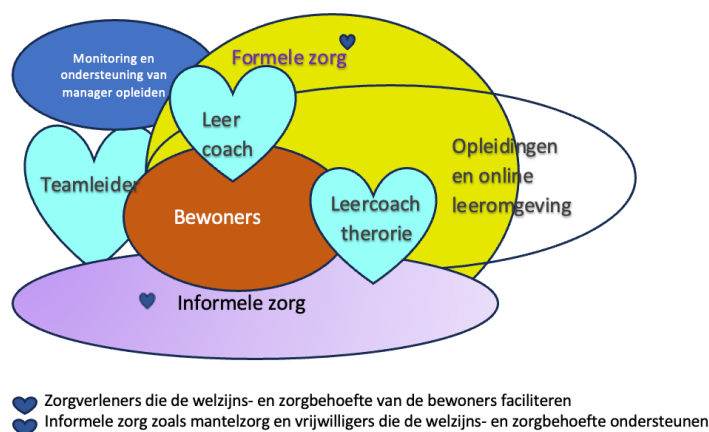 Monitoring en
ondersteuning van
manager opleiden
Formele zorg
Leer
coach
Opleidingen
en online
leeromgeving
Teamleider
Bewoners
Leercoach
therorie
Informele zorg
Zorgverleners die de welzijns- en zorgbehoefte van de bewoners faciliteren
Informele zorg zoals mantelzorg en vrijwilligers die de welzijns- en zorgbehoefte ondersteunen